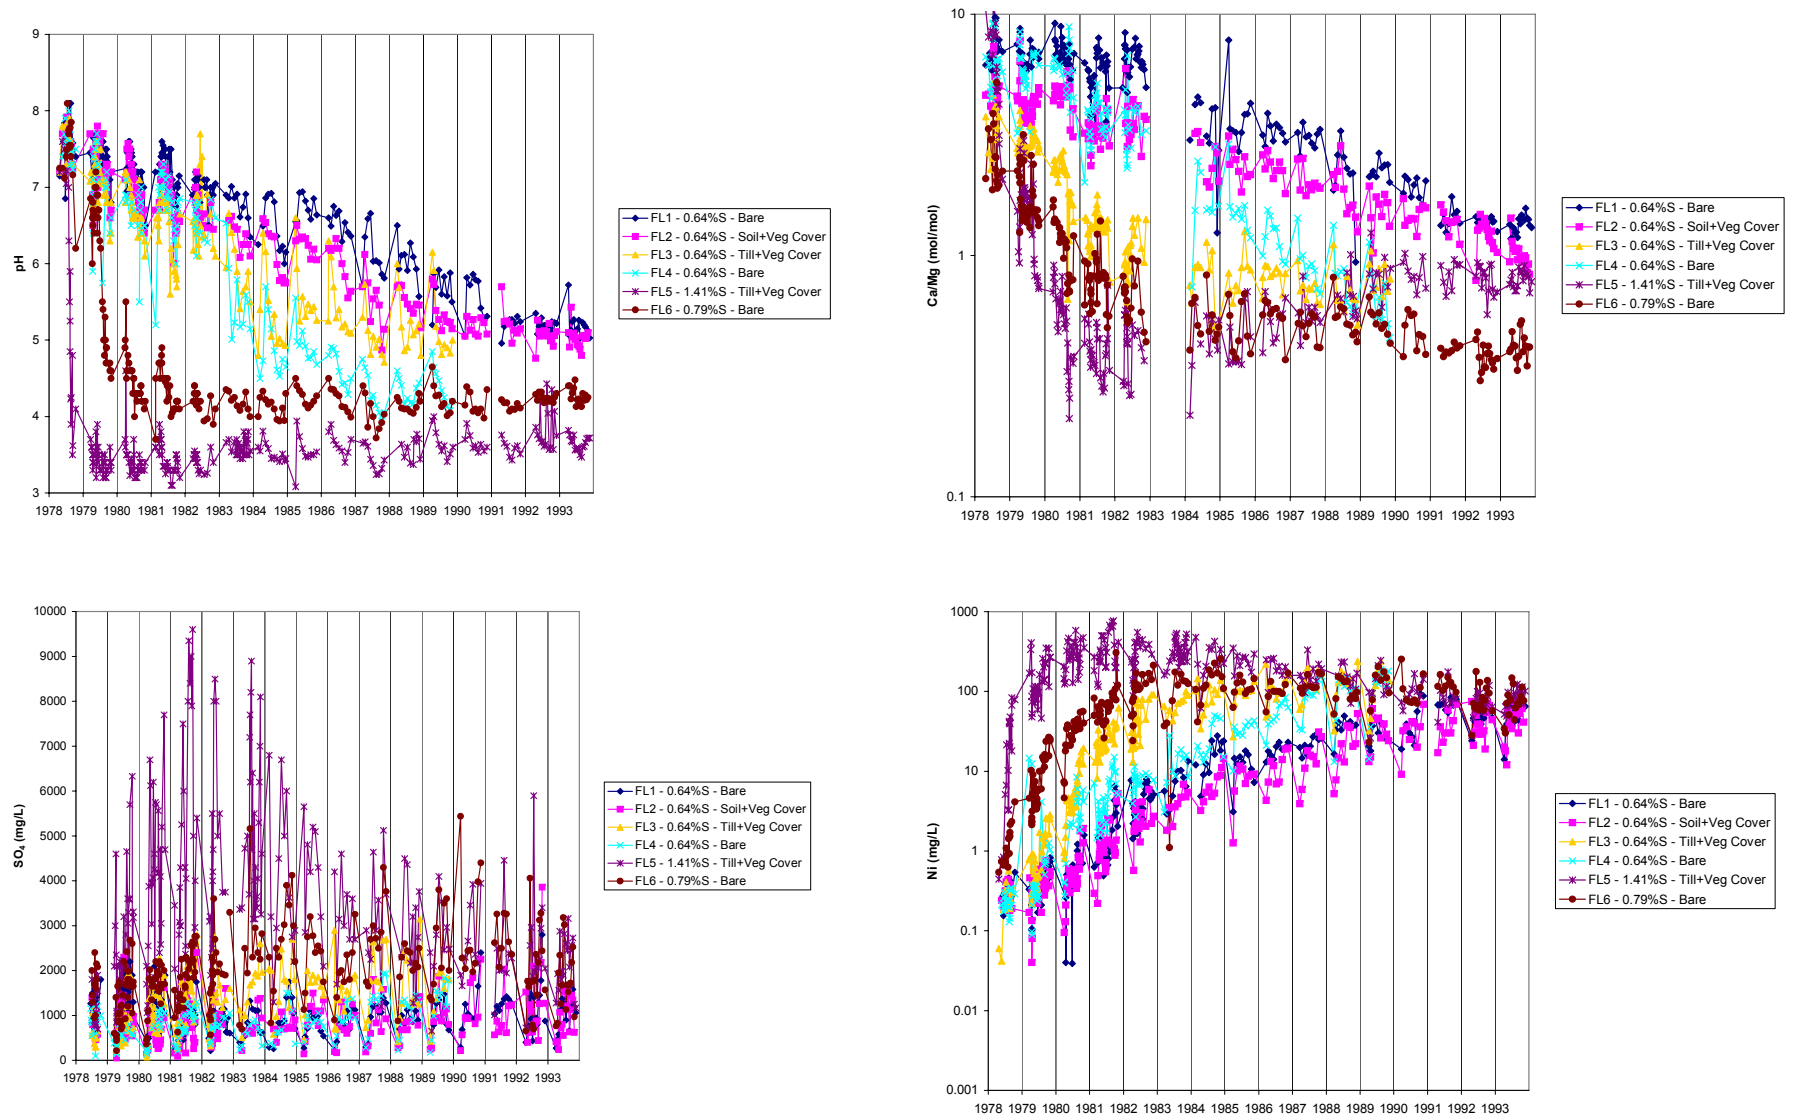 9
8
7
6
5
4
3
pH
1978 1979 1980 1981 1982 1983 1984 1985 1986 1987 1988 1989 1990 1991 1992 1993
FL1 - 0.64%S - Bare
FL2 - 0.64%S - Soil+Veg Cover
FL3 - 0.64%S - Till+Veg Cover
FL4 - 0.64%S - Bare
FL5 - 1.41%S - Till+Veg Cover
FL6 - 0.79%S - Bare
10
1
0.1
Ca/Mg (mol/mol)
1978 1979 1980 1981 1982 1983 1984 1985 1986 1987 1988 1989 1990 1991 1992 1993
FL1 - 0.64%S - Bare
FL2 - 0.64%S - Soil+Veg Cover
FL3 - 0.64%S - Till+Veg Cover
FL4 - 0.64%S - Bare
FL5 - 1.41%S - Till+Veg Cover
FL6 - 0.79%S - Bare
10000
9000
8000
7000
6000
5000
4000
3000
2000
1000
0
SO4 (mg/L)
1978 1979 1980 1981 1982 1983 1984 1985 1986 1987 1988 1989 1990 1991 1992 1993
FL1 - 0.64%S - Bare
FL2 - 0.64%S - Soil+Veg Cover
FL3 - 0.64%S - Till+Veg Cover
FL4 - 0.64%S - Bare
FL5 - 1.41%S - Till+Veg Cover
FL6 - 0.79%S - Bare
1000
100
10
1
0.1
0.01
0.001
Ni (mg/L)
1978 1979 1980 1981 1982 1983 1984 1985 1986 1987 1988 1989 1990 1991 1992 1993
FL1 - 0.64%S - Bare
FL2 - 0.64%S - Soil+Veg Cover
FL3 - 0.64%S - Till+Veg Cover
FL4 - 0.64%S - Bare
FL5 - 1.41%S - Till+Veg Cover
FL6 - 0.79%S - Bare